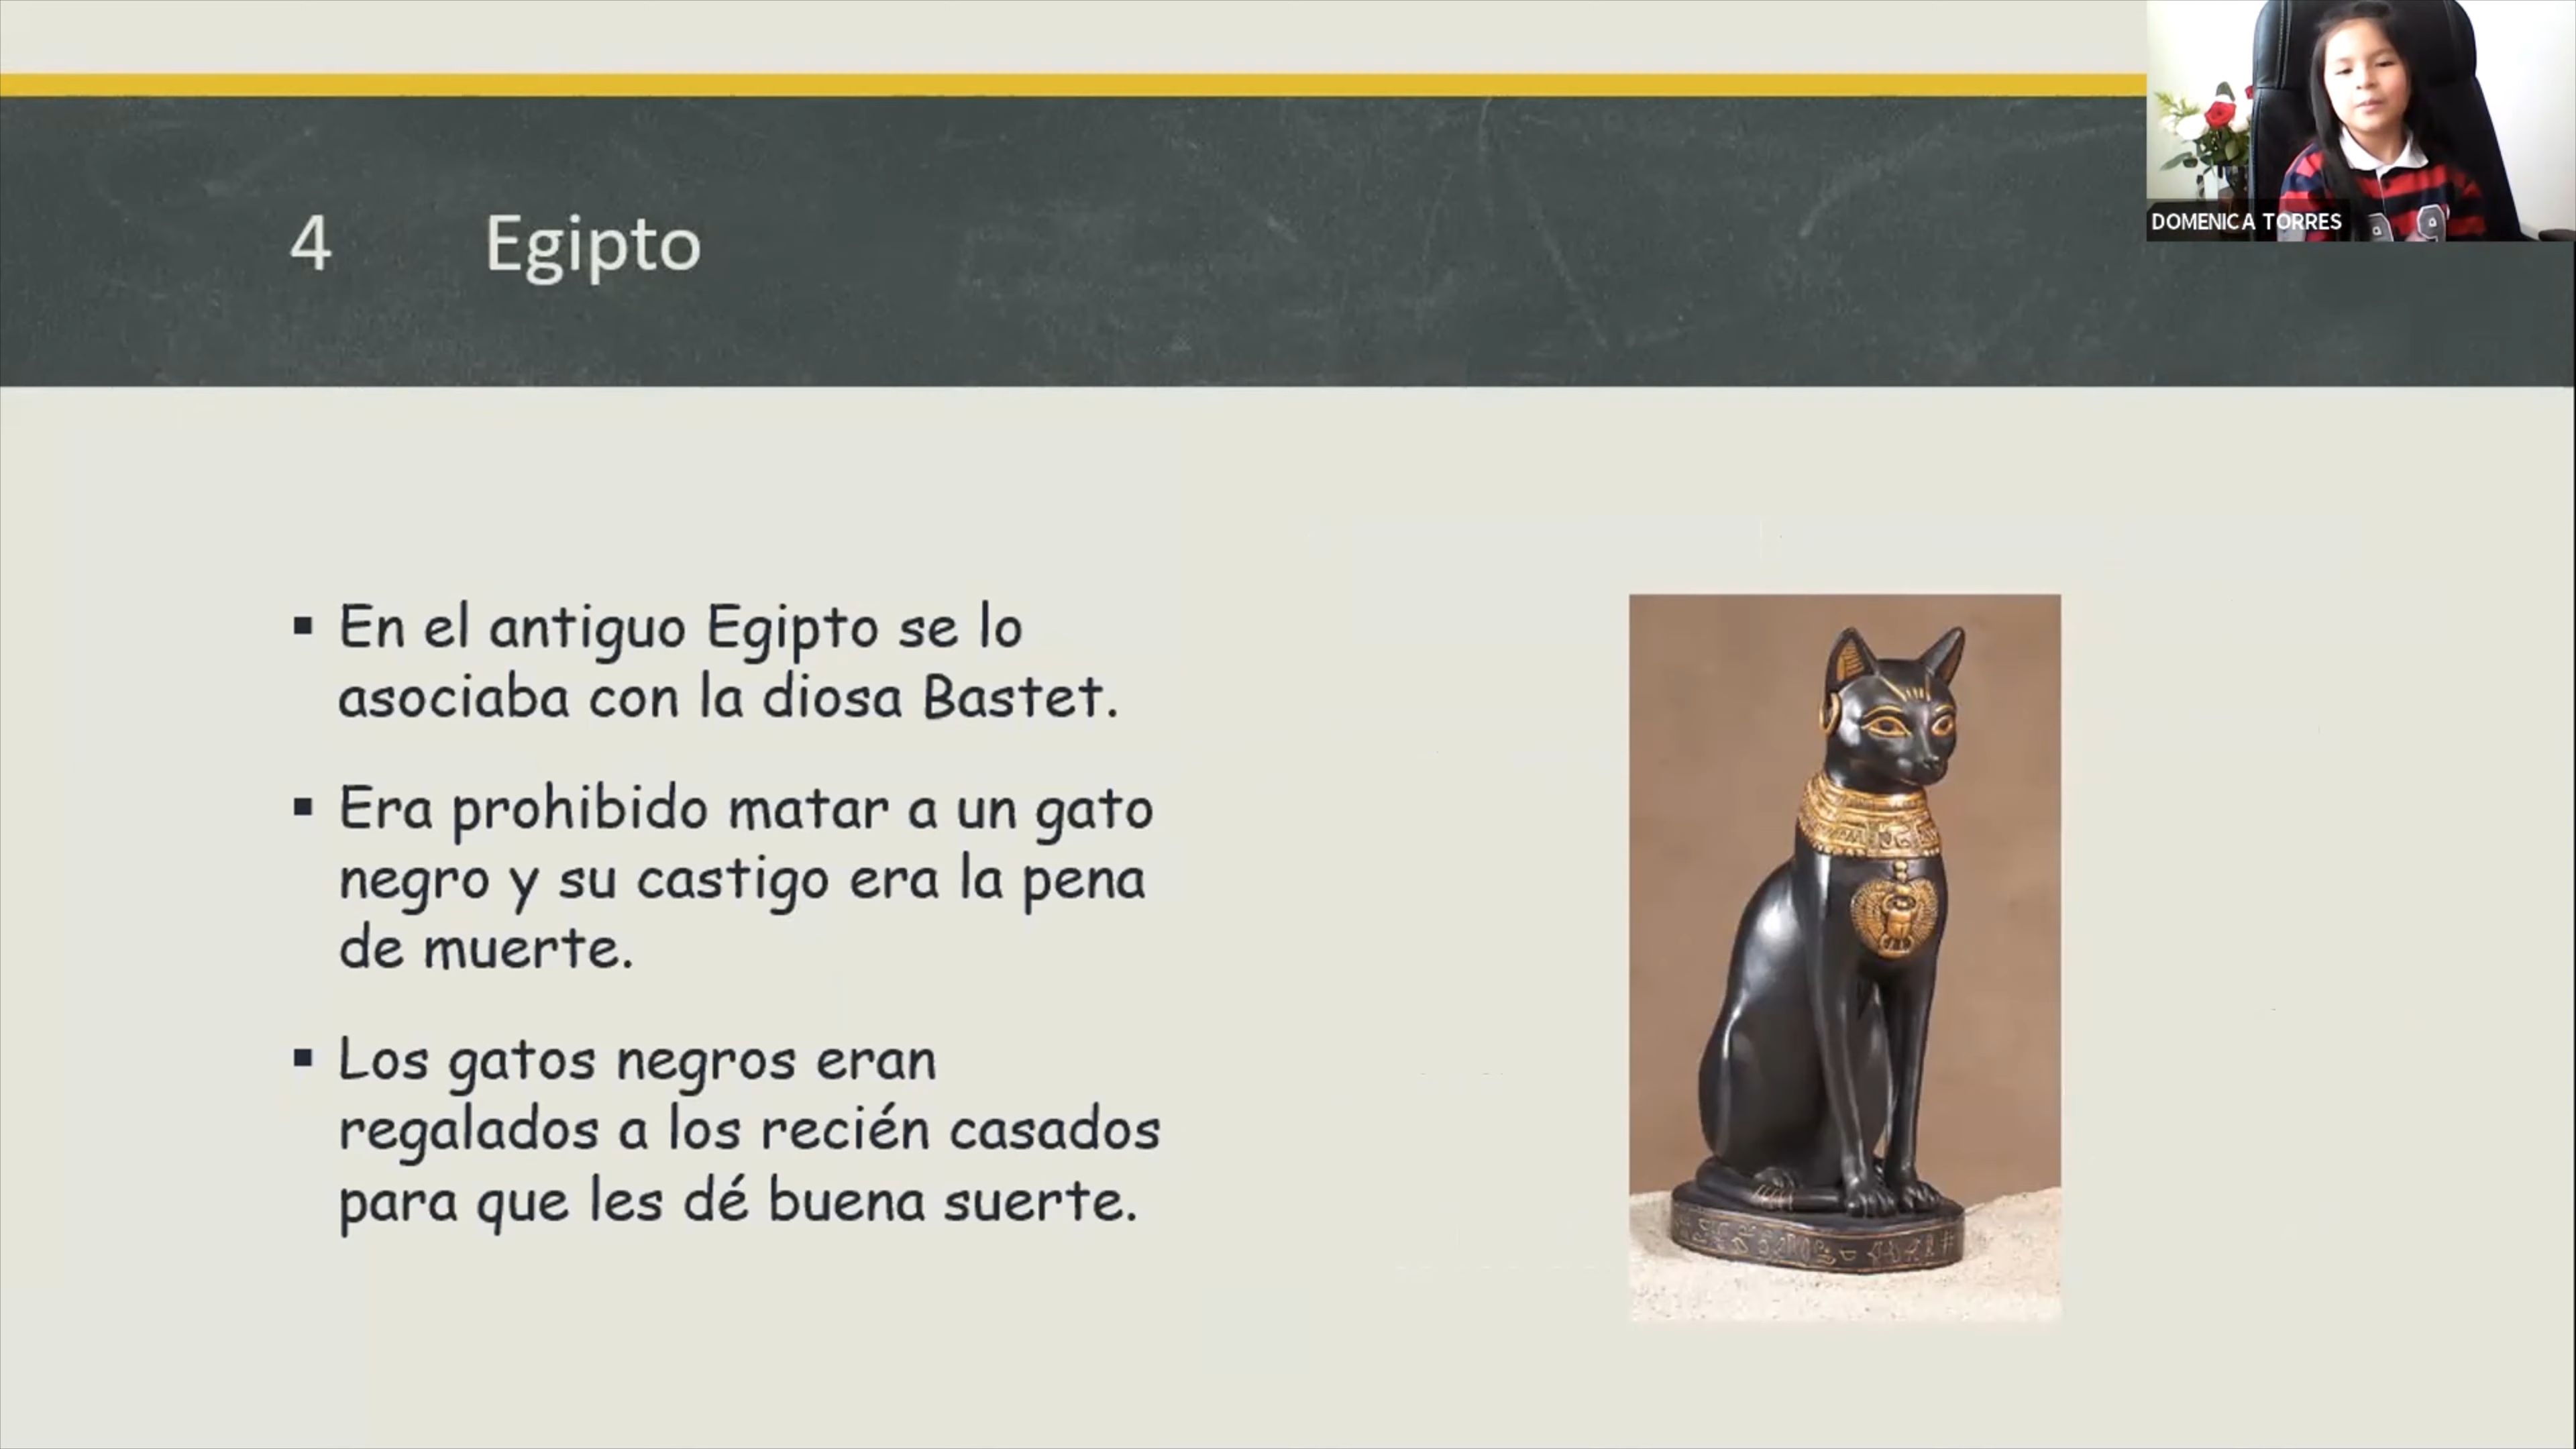 4 Egipto
DOMENICA TORRES
▪ En el antiguo Egipto se lo
asociaba con la diosa Bastet.
▪ Era prohibido matar a un gato
negro y su castigo era la pena
de muerte.
▪ Los gatos negros eran
regalados a los recién casados
para que les dé buena suerte.